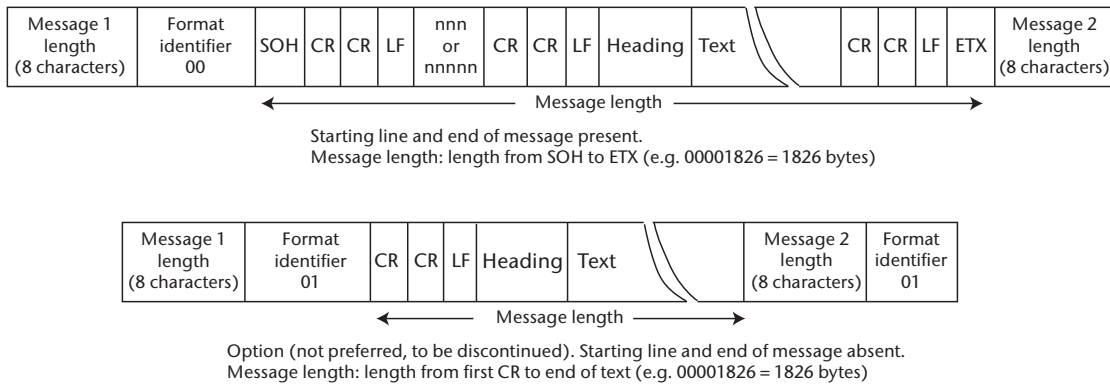 Message 1 length (8 characters)
Format identifier 00
SOH
CR
CR
LF
nnn or nnnnn
CR
CR
LF
Heading
Text
CR
CR
LF
ETX
Message 2 length (8 characters)
Message length
Starting line and end of message present.
Message length: length from SOH to ETX (e.g. 00001826 = 1826 bytes)
Message 1 length (8 characters)
Format identifier 01
CR
CR
LF
Heading
Text
Message 2 length (8 characters)
Format identifier 01
Message length
Option (not preferred, to be discontinued). Starting line and end of message absent.
Message length: length from first CR to end of text (e.g. 00001826 = 1826 bytes)